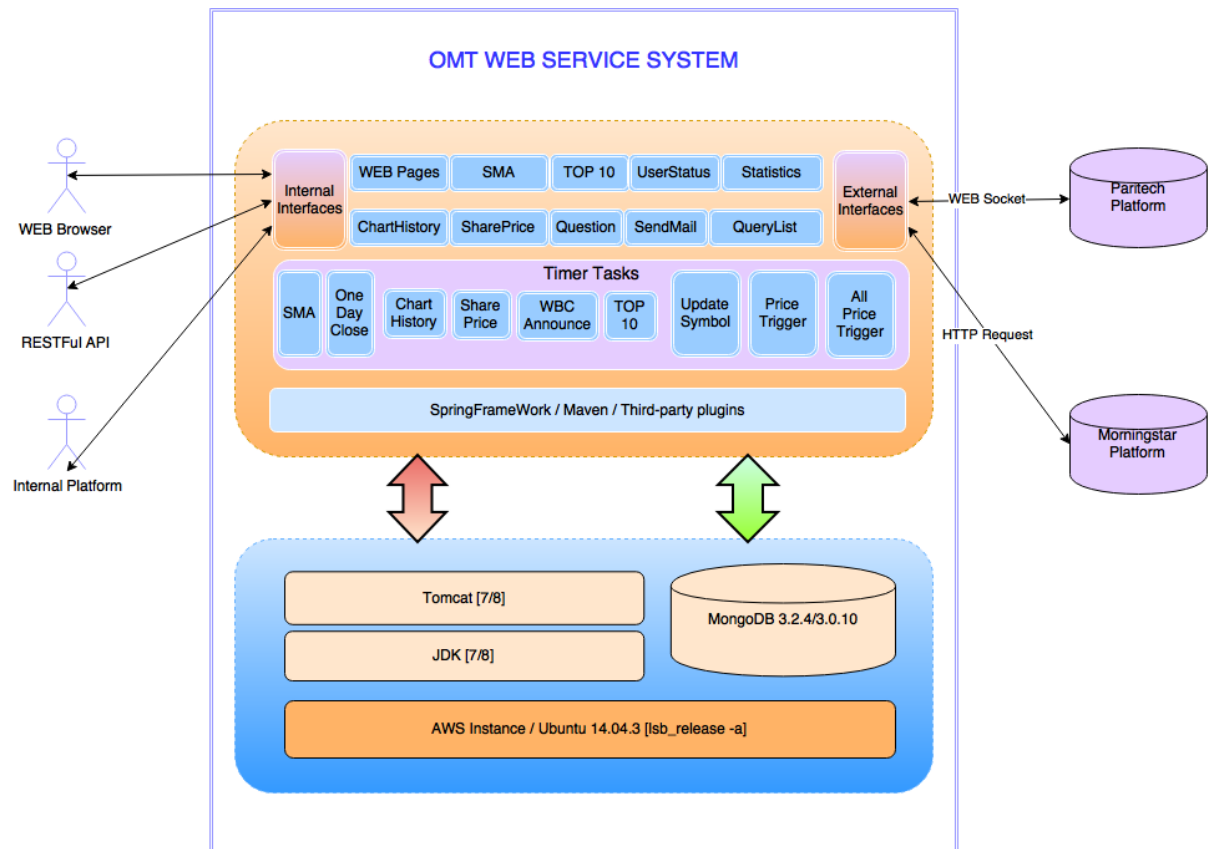 OMT WEB SERVICE SYSTEM
WEB Browser
RESTFul API
Internal Platform
Internal
Interfaces
WEB Pages
SMA
TOP 10
UserStatus
Statistics
ChartHistory
SharePrice
Question
SendMail
QueryList
External
Interfaces
WEB Socket
HTTP Request
Paritech
Platform
Morningstar
Platform
Timer Tasks
SMA
One
Day
Close
Chart
History
Share
Price
WBC
Announce
TOP
10
Update
Symbol
Price
Trigger
All
Price
Trigger
SpringFrameWork / Maven / Third-party plugins
Tomcat [7/8]
JDK [7/8]
MongoDB 3.2.4/3.0.10
AWS Instance / Ubuntu 14.04.3 [lsb_release -a]